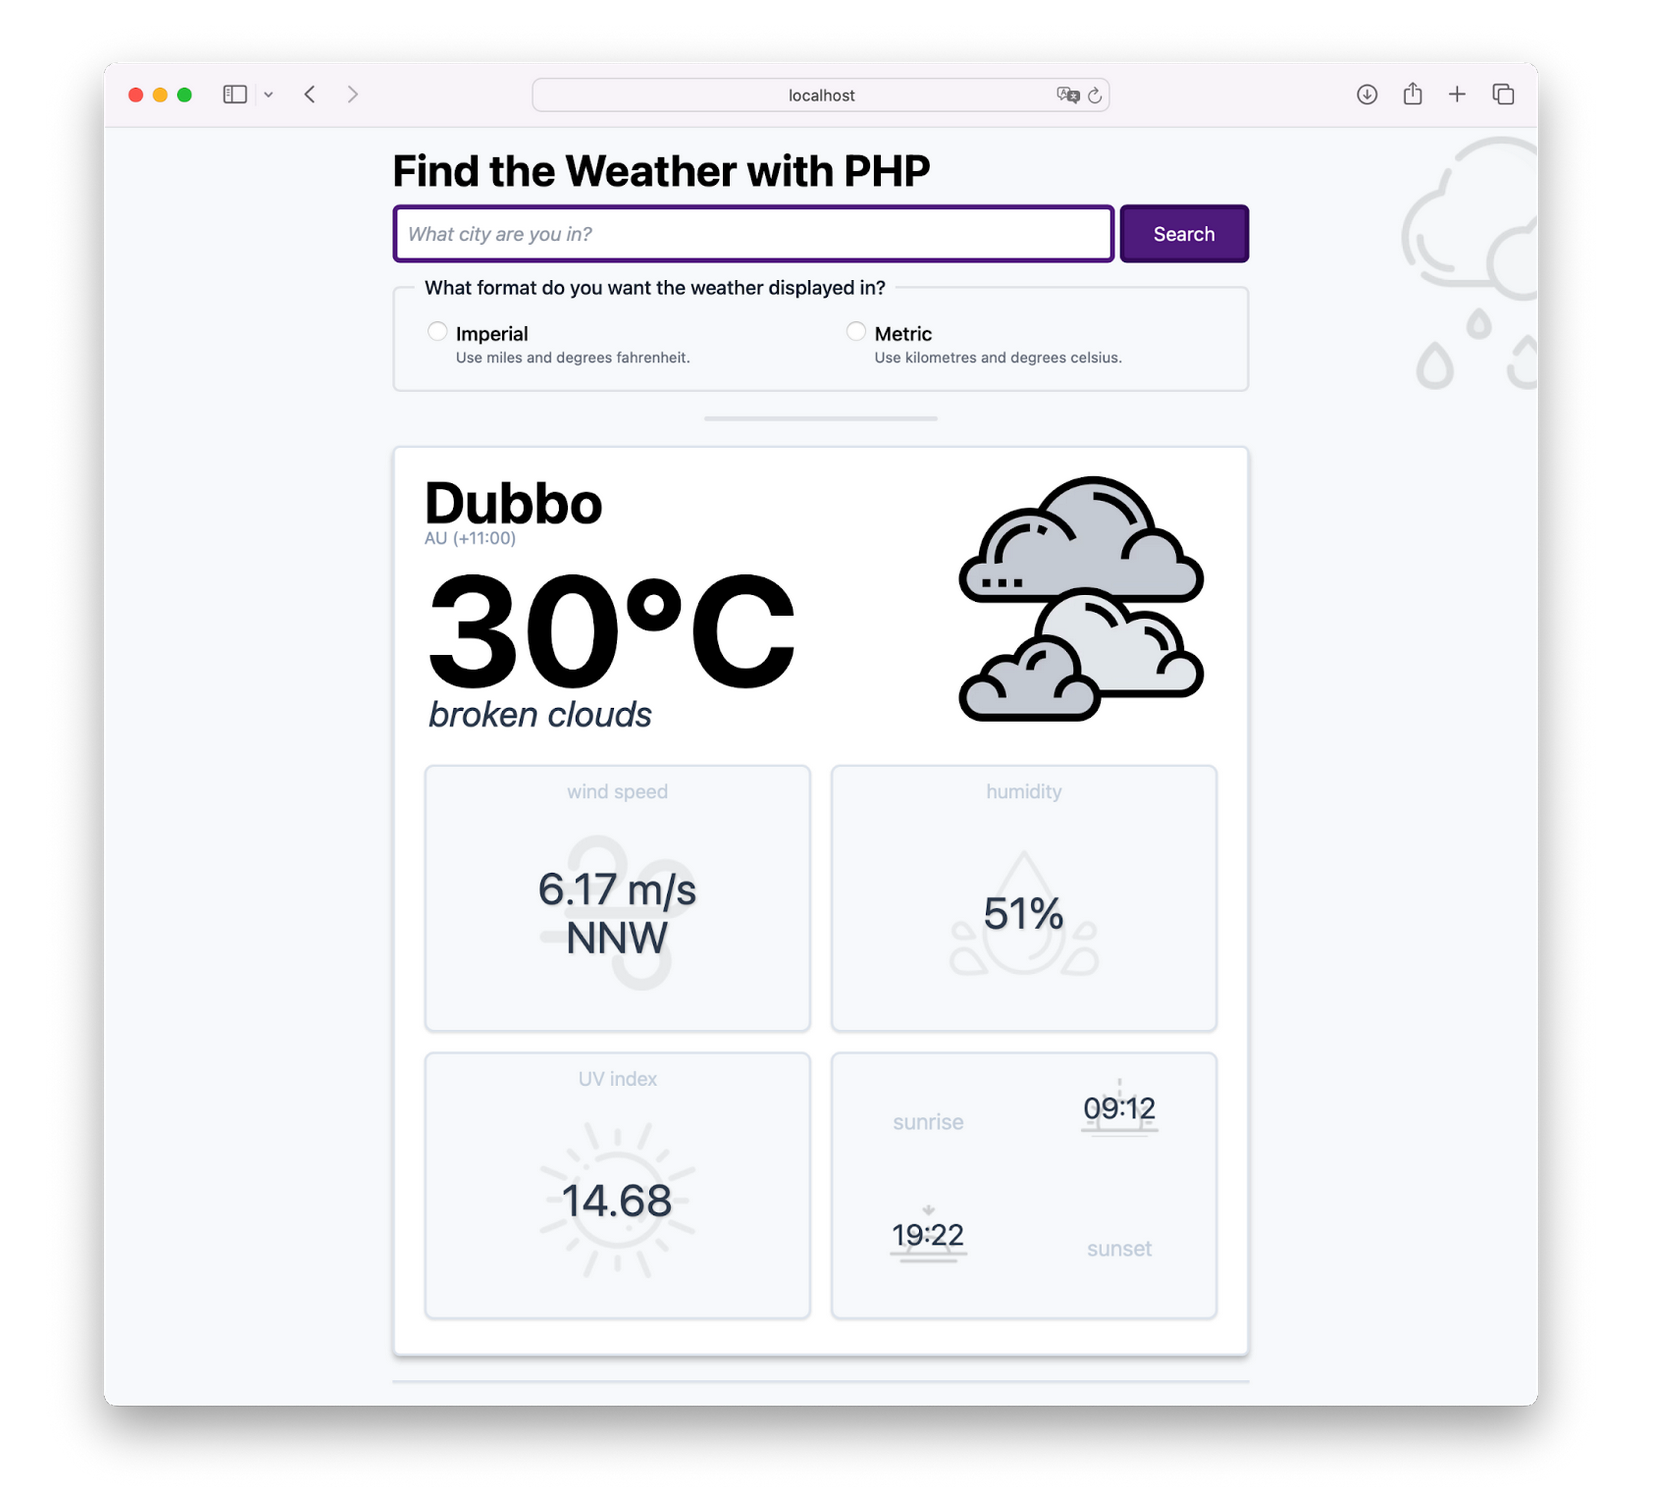 localhost
Find the Weather with PHP
What city are you in?
Search
What format do you want the weather displayed in?
Imperial
Use miles and degrees fahrenheit.
Metric
Use kilometres and degrees celsius.
Dubbo
AU (+11:00)
30°C
broken clouds
wind speed
6.17 m/s
NNW
humidity
51%
UV index
14.68
sunrise
09:12
19:22
sunset